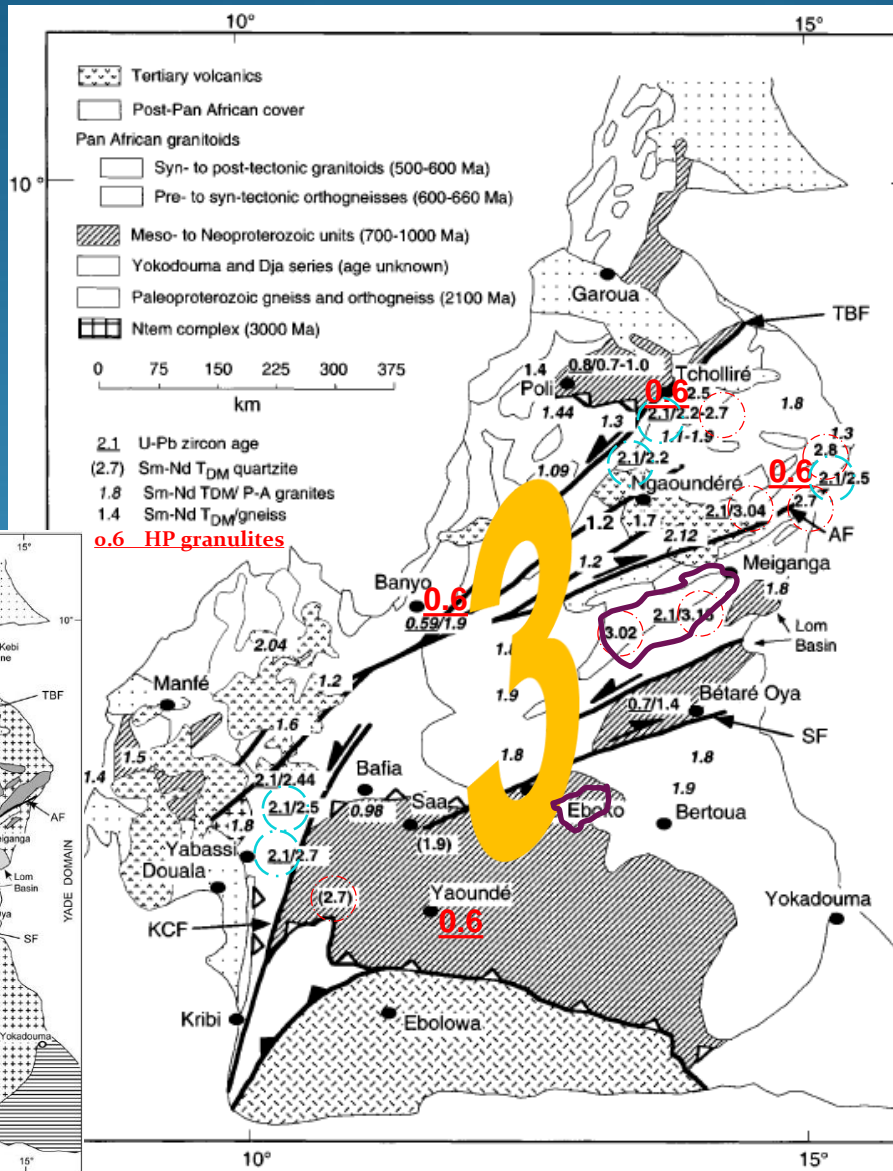 10°
15°
Tertiary volcanics
Post-Pan African cover
Pan African granitoids
Syn- to post-tectonic granitoids (500-600 Ma)
Pre- to syn-tectonic orthogneisses (600-660 Ma)
Meso- to Neoproterozoic units (700-1000 Ma)
Yokodouma and Dja series (age unknown)
Paleoproterozoic gneiss and orthogneiss (2100 Ma)
Ntem complex (3000 Ma)
0 75 150 225 300 375
km
2.1 U-Pb zircon age
(2.7) Sm-Nd TDM quartzite
1.8 Sm-Nd TDM/ P-A granites
1.4 Sm-Nd TDM/gneiss
o.6 HP granulites
10°
Garoua
TBF
1.4
0.8/0.7-1.0
Tcholliré
Poli
0.6
2.5
1.44
1.3
2.1/2.2-2.7
1.8
1.1-1.9
1.3
2.1/2.2
2.8
1.09
0.6
2.1/2.5
Ngaoundéré
2.7
1.2
1.7
2.1/3.04
AF
2.12
1.2
Meiganga
Banyo
0.6
1.8
0.59/1.9
2.1/3.15
3.02
Lom
Basin
2.04
1.2
Manfé
1.9
Bétaré Oya
0.7/1.4
1.6
SF
1.5
1.8
1.8
1.4
2.1/2.44
Bafia
1.9
2.1/2.5
Saa
Eboko
0.98
Bertoua
1.8
(1.9)
Yabassi
2.1/2.7
Douala
(2.7)
Yaoundé
0.6
Yokadouma
KCF
Kribi
Ebolowa
10°
15°
3
15°
10°
Kebi
ne
TBF
AF
eiganga
Lom
Basin
ya
SF
YADE DOMAIN
Yokadouma
15°